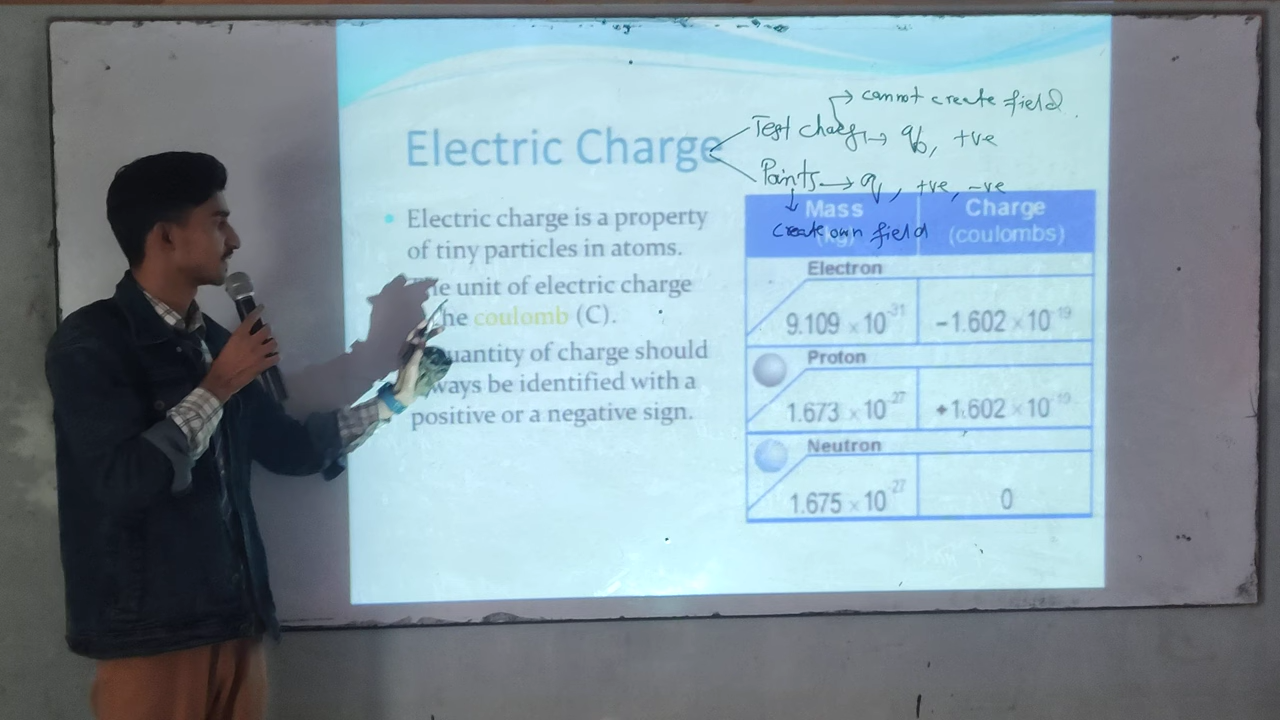 → cannot create field
Electric Charge
Test charge → q₀, +ve
Points → q, +ve, -ve
create own field
• Electric charge is a property
of tiny particles in atoms.
unit of electric charge
coulomb (C).
of charge should
be identified with a
positive or a negative sign.
Mass Charge
(kg) (coulombs)
Electron
9.109 × 10⁻³¹ −1.602 × 10⁻¹⁹
Proton
1.673 × 10⁻²⁷ +1.602 × 10⁻¹⁹
Neutron
1.675 × 10⁻²⁷ 0